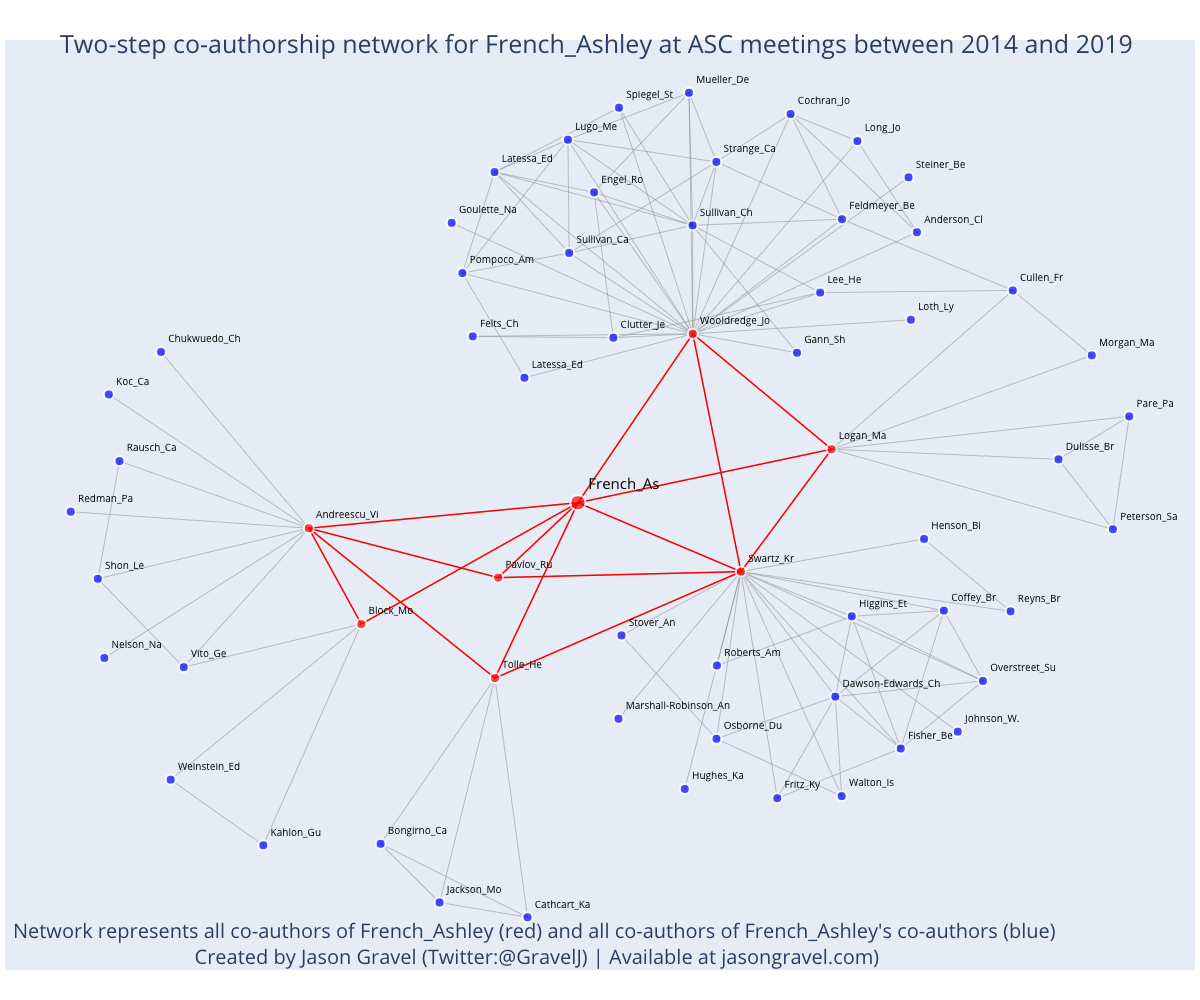 Two-step co-authorship network for French_Ashley at ASC meetings between 2014 and 2019
Mueller_De
Spiegel_St
Cochran_Jo
Lugo_Me
Long_Jo
Strange_Ca
Latessa_Ed
Steiner_Be
Engel_Ro
Goulette_Na
Sullivan_Ch
Feldmeyer_Be
Anderson_Cl
Sullivan_Ca
Pompoco_Am
Lee_He
Cullen_Fr
Loth_Ly
Felts_Ch
Clutter_Je
Wooldredge_Jo
Chukwuedo_Ch
Gann_Sh
Morgan_Ma
Latessa_Ed
Koc_Ca
Pare_Pa
Logan_Ma
Rausch_Ca
Dulisse_Br
French_As
Redman_Pa
Andreescu_Vi
Peterson_Sa
Henson_Bi
Shon_Le
Pavlov_Ru
Swartz_Kr
Block_Mo
Higgins_Et
Coffey_Br
Reyns_Br
Stover_An
Nelson_Na
Vito_Ge
Tolle_He
Roberts_Am
Overstreet_Su
Dawson-Edwards_Ch
Marshall-Robinson_An
Johnson_W.
Osborne_Du
Fisher_Be
Weinstein_Ed
Hughes_Ka
Fritz_Ky
Walton_Is
Kahlon_Gu
Bongirno_Ca
Jackson_Mo
Cathcart_Ka
Network represents all co-authors of French_Ashley (red) and all co-authors of French_Ashley's co-authors (blue)
Created by Jason Gravel (Twitter:@GravelJ) | Available at jasongravel.com)